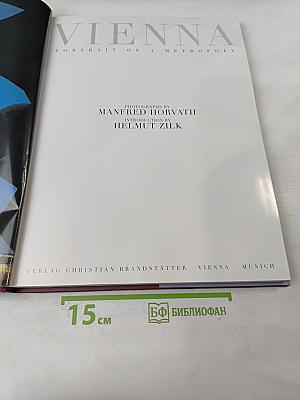 VIENNA
PORTRAIT OF A METROPOLY
PHOTOGRAPHS BY
MANFRED HORVATH
INTRODUCTION BY
HELMUT ZILK
VERLAG CHRISTIAN BRANDSTÄTTER · VIENNA · MUNICH
15 см
БФ БИБЛИОФАН